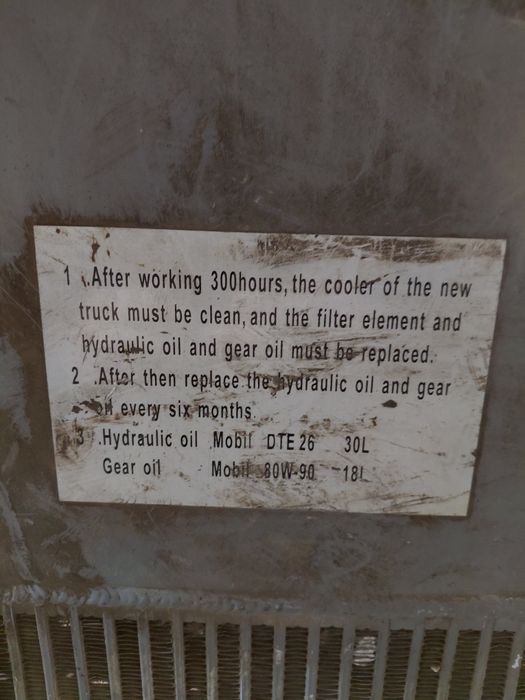 1 .After working 300hours, the cooler of the new
truck must be clean, and the filter element and
hydraulic oil and gear oil must be replaced.
2 .After then replace the hydraulic oil and gear
oil every six months.
3 .Hydraulic oil Mobil DTE 26 30L
Gear oil Mobil 80W-90 18L